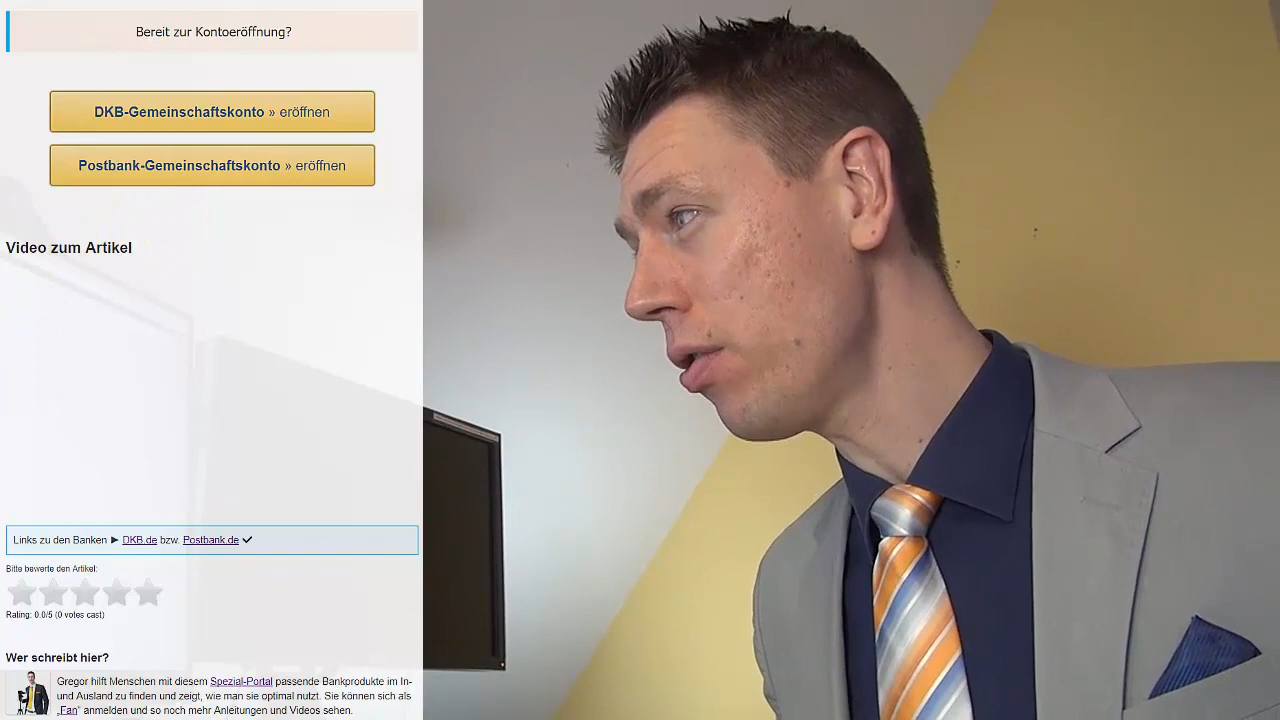 Bereit zur Kontoeröffnung?
DKB-Gemeinschaftskonto » eröffnen
Postbank-Gemeinschaftskonto » eröffnen
Video zum Artikel
Links zu den Banken ► DKB.de bzw. Postbank.de ✔
Bitte bewerte den Artikel:
Rating: 0.0/5 (0 votes cast)
Wer schreibt hier?
Gregor hilft Menschen mit diesem Spezial-Portal passende Bankprodukte im In-
und Ausland zu finden und zeigt, wie man sie optimal nutzt. Sie können sich als
„Fan“ anmelden und so noch mehr Anleitungen und Videos sehen.